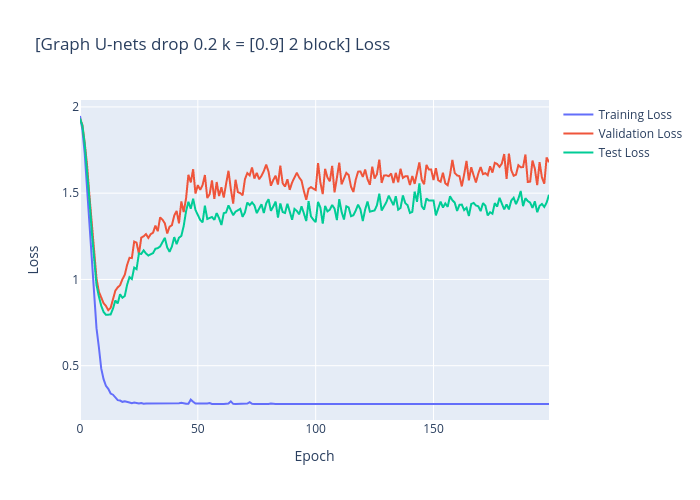 [Graph U-nets drop 0.2 k = [0.9] 2 block] Loss
Training Loss
Validation Loss
Test Loss
2
1.5
1
0.5
Loss
0
50
100
150
Epoch